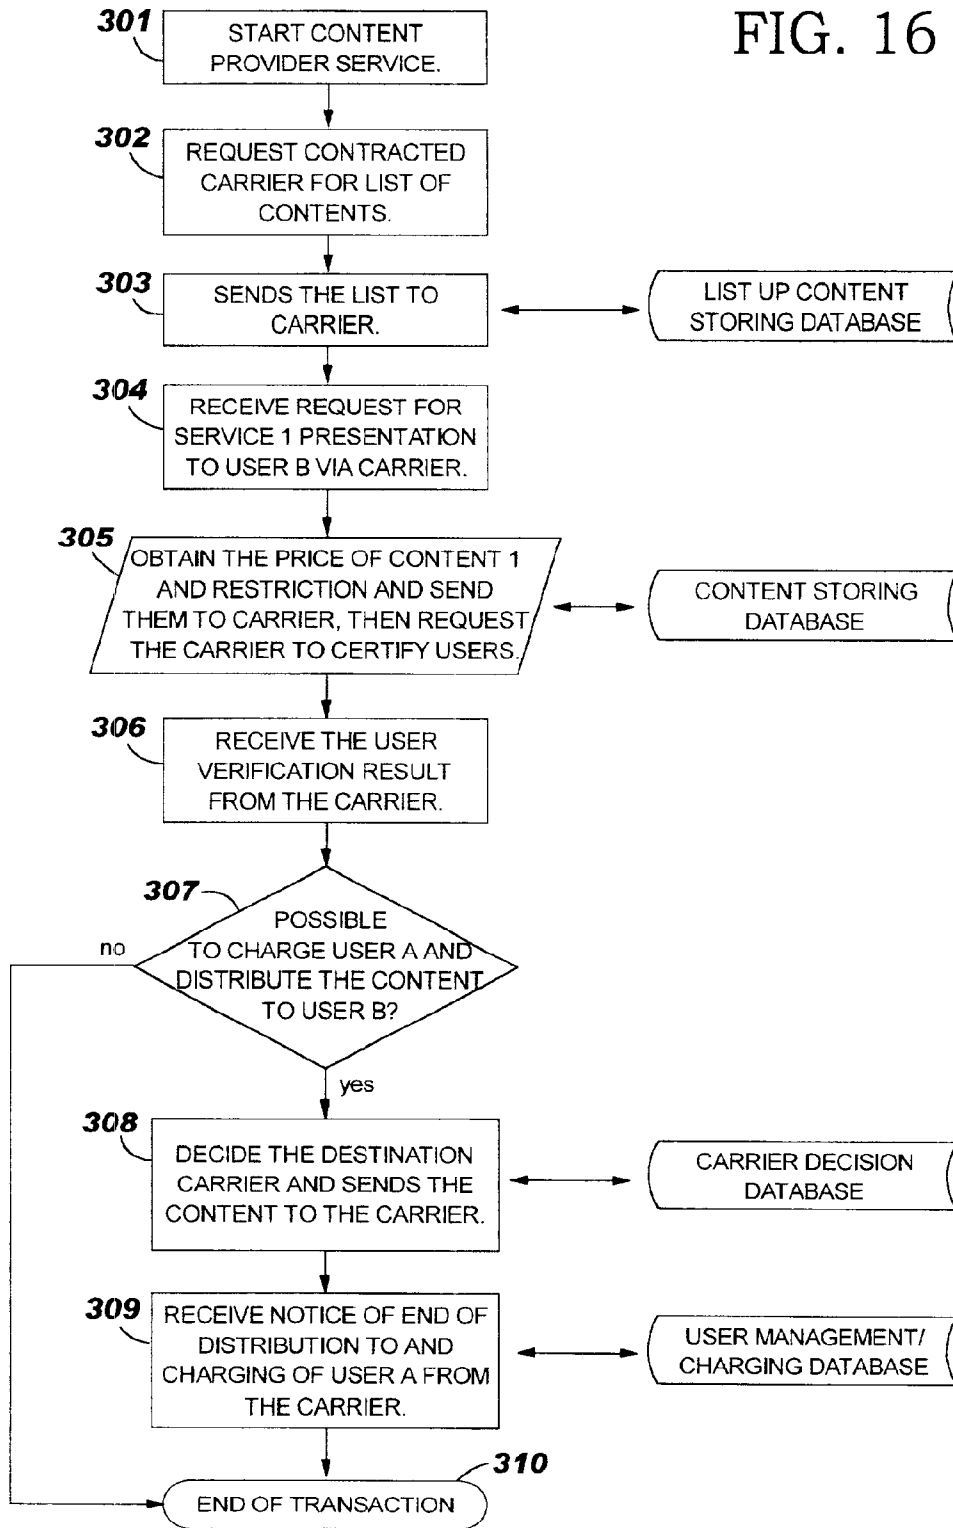 FIG. 16
301
START CONTENT
PROVIDER SERVICE.
302
REQUEST CONTRACTED
CARRIER FOR LIST OF
CONTENTS.
303
SENDS THE LIST TO
CARRIER.
LIST UP CONTENT
STORING DATABASE
304
RECEIVE REQUEST FOR
SERVICE 1 PRESENTATION
TO USER B VIA CARRIER.
305
OBTAIN THE PRICE OF CONTENT 1
AND RESTRICTION AND SEND
THEM TO CARRIER, THEN REQUEST
THE CARRIER TO CERTIFY USERS.
CONTENT STORING
DATABASE
306
RECEIVE THE USER
VERIFICATION RESULT
FROM THE CARRIER.
307
POSSIBLE
TO CHARGE USER A AND
DISTRIBUTE THE CONTENT
TO USER B?
no
yes
308
DECIDE THE DESTINATION
CARRIER AND SENDS THE
CONTENT TO THE CARRIER.
CARRIER DECISION
DATABASE
309
RECEIVE NOTICE OF END OF
DISTRIBUTION TO AND
CHARGING OF USER A FROM
THE CARRIER.
USER MANAGEMENT/
CHARGING DATABASE
310
END OF TRANSACTION